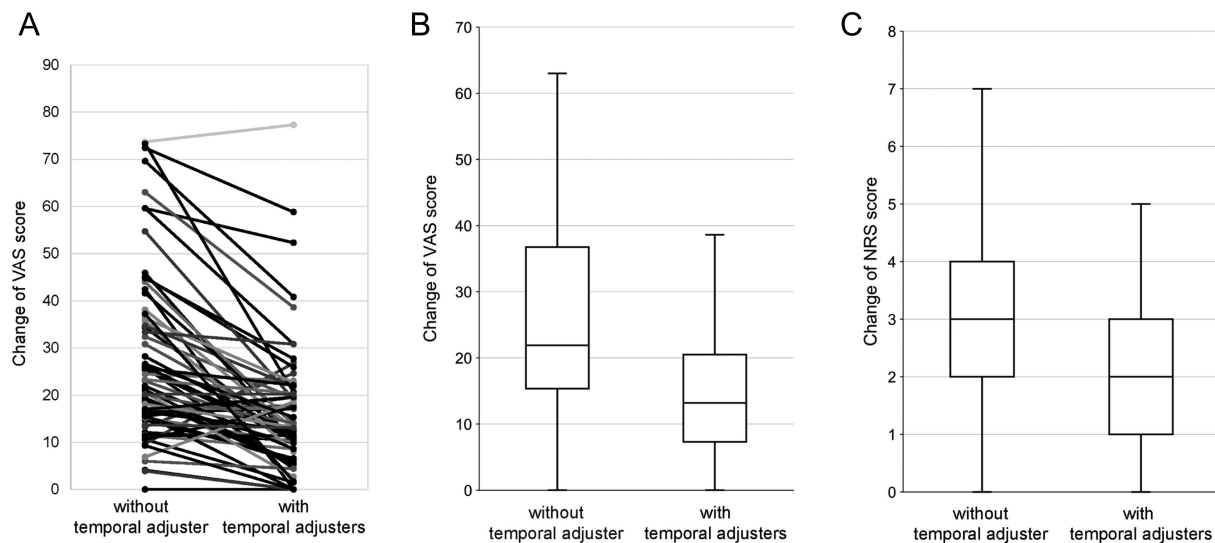 A
Change of VAS score
90
80
70
60
50
40
30
20
10
0
without
temporal adjuster
with
temporal adjusters
B
Change of VAS score
70
60
50
40
30
20
10
0
without
temporal adjuster
with
temporal adjusters
C
Change of NRS score
8
7
6
5
4
3
2
1
0
without
temporal adjuster
with
temporal adjusters